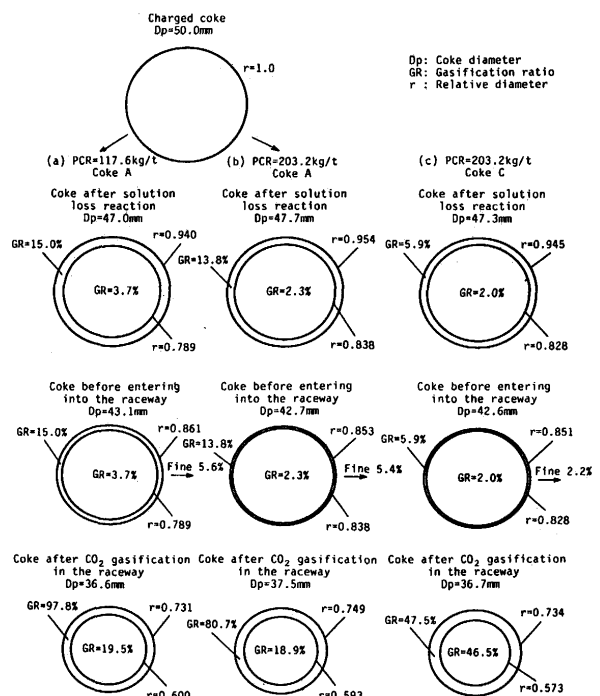 Charged coke
Dp=50.0mm
r=1.0
Dp: Coke diameter
GR: Gasification ratio
r : Relative diameter
(a) PCR=117.6kg/t
Coke A
(b) PCR=203.2kg/t
Coke A
(c) PCR=203.2kg/t
Coke C
Coke after solution
loss reaction
Dp=47.0mm
Coke after solution
loss reaction
Dp=47.7mm
Coke after solution
loss reaction
Dp=47.3mm
GR=15.0%
r=0.940
GR=3.7%
r=0.789
GR=13.8%
r=0.954
GR=2.3%
r=0.838
GR=5.9%
r=0.945
GR=2.0%
r=0.828
Coke before entering
into the raceway
Dp=43.1mm
Coke before entering
into the raceway
Dp=42.7mm
Coke before entering
into the raceway
Dp=42.6mm
GR=15.0%
r=0.861
GR=3.7%
Fine 5.6%
r=0.789
GR=13.8%
r=0.853
GR=2.3%
Fine 5.4%
r=0.838
GR=5.9%
r=0.851
GR=2.0%
Fine 2.2%
r=0.828
Coke after CO2 gasification
in the raceway
Dp=36.6mm
Coke after CO2 gasification
in the raceway
Dp=37.5mm
Coke after CO2 gasification
in the raceway
Dp=36.7mm
GR=97.8%
r=0.731
GR=19.5%
r=0.600
GR=80.7%
r=0.749
GR=18.9%
r=0.593
GR=47.5%
r=0.734
GR=46.5%
r=0.573